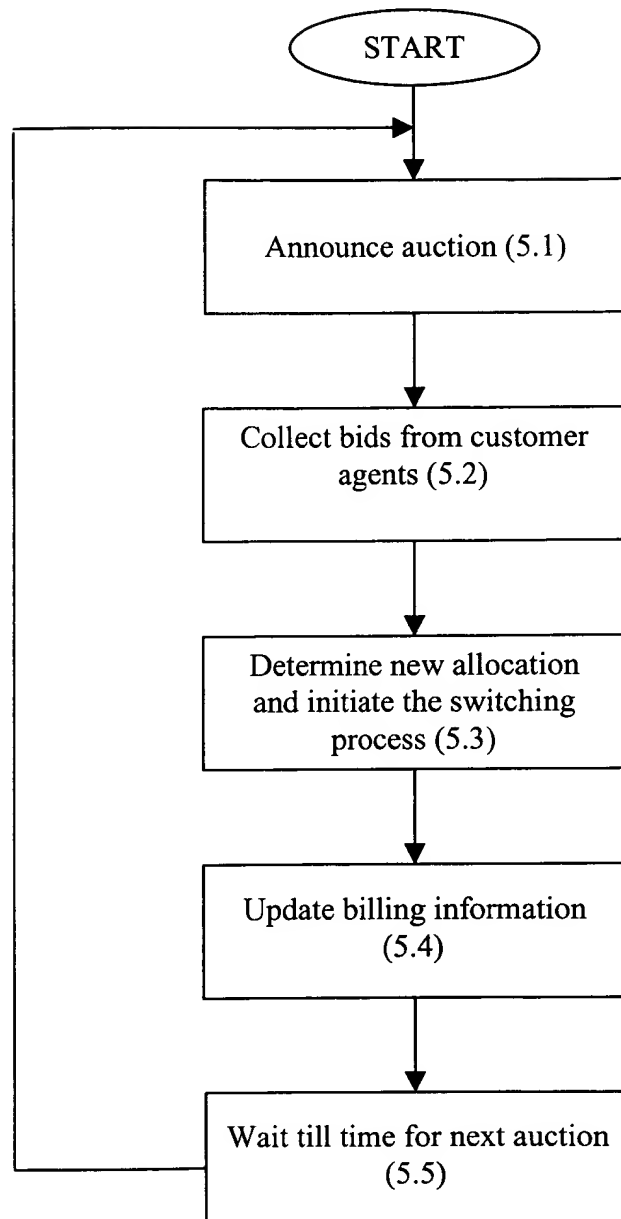 START
Announce auction (5.1)
Collect bids from customer
agents (5.2)
Determine new allocation
and initiate the switching
process (5.3)
Update billing information
(5.4)
Wait till time for next auction
(5.5)